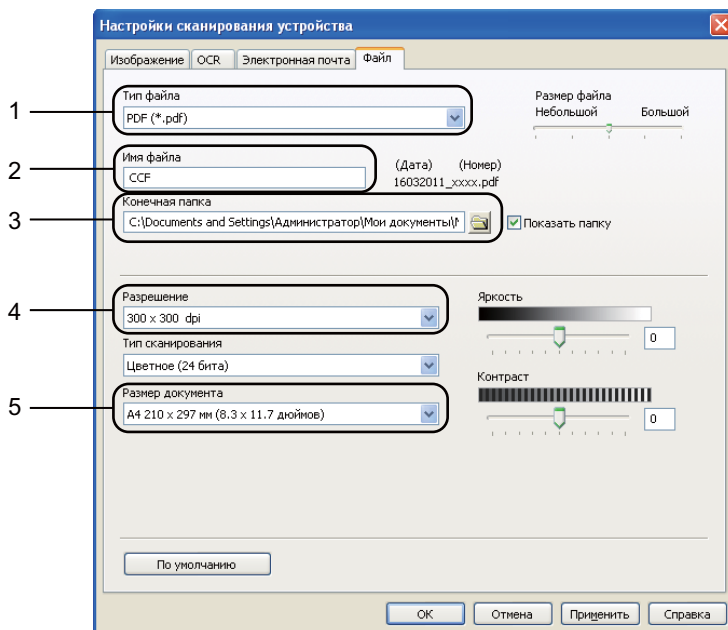 Настройки сканирования устройства
Изображение OCR Электронная почта Файл
1
Тип файла
PDF (*.pdf)
Размер файла
Небольшой Большой
2
Имя файла
CCF
(Дата) (Номер)
16032011_xxxx.pdf
3
Конечная папка
C:\Documents and Settings\Администратор\Мои документы\
Показать папку
4
Разрешение
300 x 300 dpi
Яркость
0
Тип сканирования
Цветное (24 бита)
Контраст
0
5
Размер документа
A4 210 x 297 мм (8.3 x 11.7 дюймов)
По умолчанию
OK Отмена Применить Справка